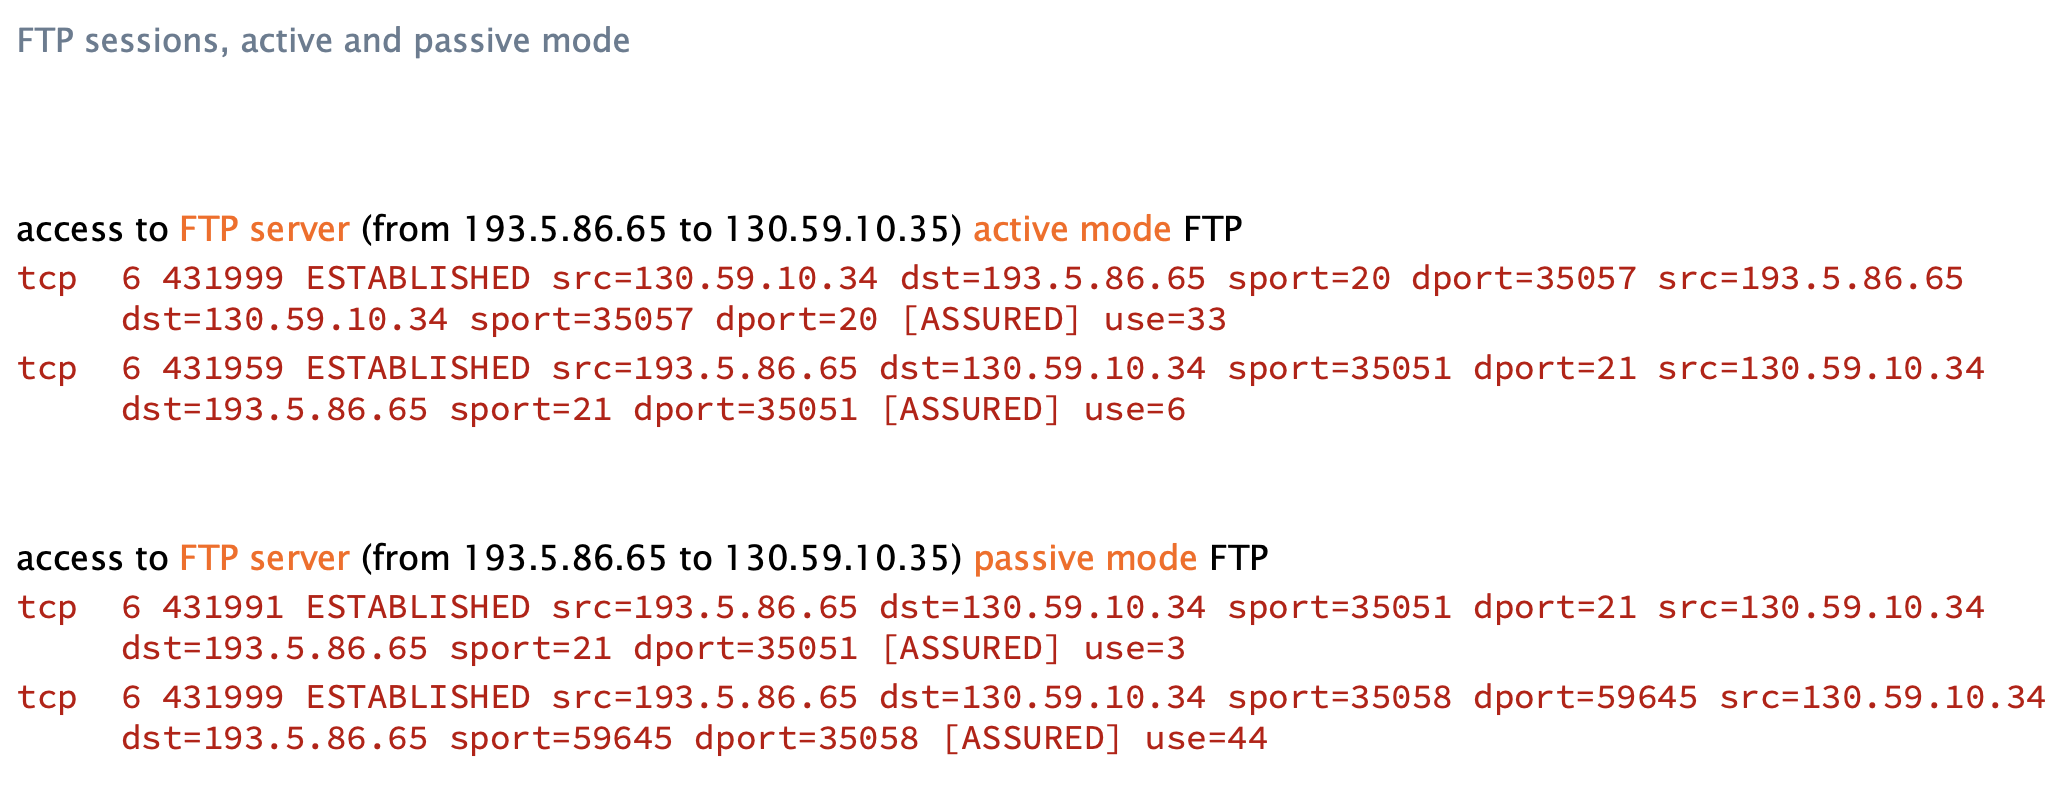 FTP sessions, active and passive mode
access to FTP server (from 193.5.86.65 to 130.59.10.35) active mode FTP
tcp 6 431999 ESTABLISHED src=130.59.10.34 dst=193.5.86.65 sport=20 dport=35057 src=193.5.86.65
dst=130.59.10.34 sport=35057 dport=20 [ASSURED] use=33
tcp 6 431959 ESTABLISHED src=193.5.86.65 dst=130.59.10.34 sport=35051 dport=21 src=130.59.10.34
dst=193.5.86.65 sport=21 dport=35051 [ASSURED] use=6
access to FTP server (from 193.5.86.65 to 130.59.10.35) passive mode FTP
tcp 6 431991 ESTABLISHED src=193.5.86.65 dst=130.59.10.34 sport=35051 dport=21 src=130.59.10.34
dst=193.5.86.65 sport=21 dport=35051 [ASSURED] use=3
tcp 6 431999 ESTABLISHED src=193.5.86.65 dst=130.59.10.34 sport=35058 dport=59645 src=130.59.10.34
dst=193.5.86.65 sport=59645 dport=35058 [ASSURED] use=44